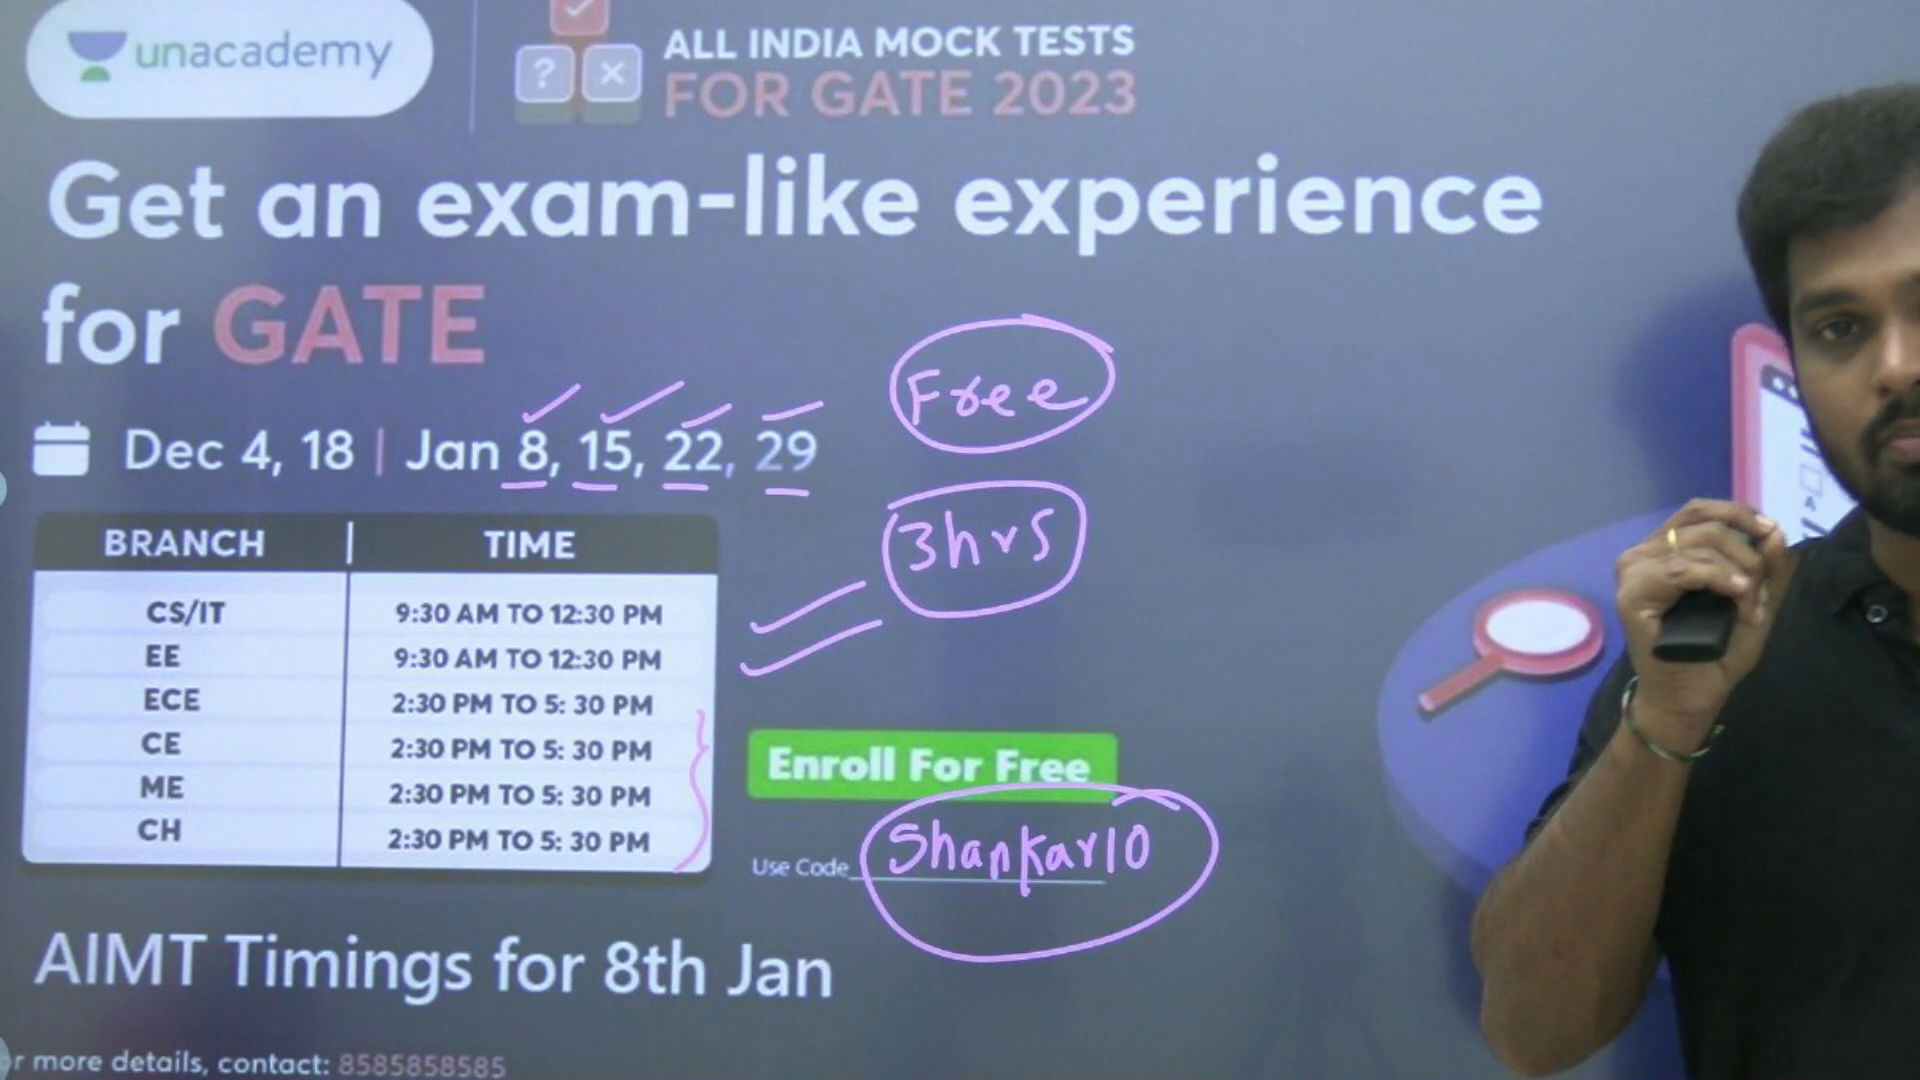 unacademy
ALL INDIA MOCK TESTS
FOR GATE 2023
Get an exam-like experience
for GATE
Free
Dec 4, 18 | Jan 8, 15, 22, 29
3hrs
BRANCH | TIME
CS/IT 9:30 AM TO 12:30 PM
EE 9:30 AM TO 12:30 PM
ECE 2:30 PM TO 5: 30 PM
CE 2:30 PM TO 5: 30 PM
ME 2:30 PM TO 5: 30 PM
CH 2:30 PM TO 5: 30 PM
Enroll For Free
Use Code Shankar10
AIMT Timings for 8th Jan
or more details, contact: 8585858585